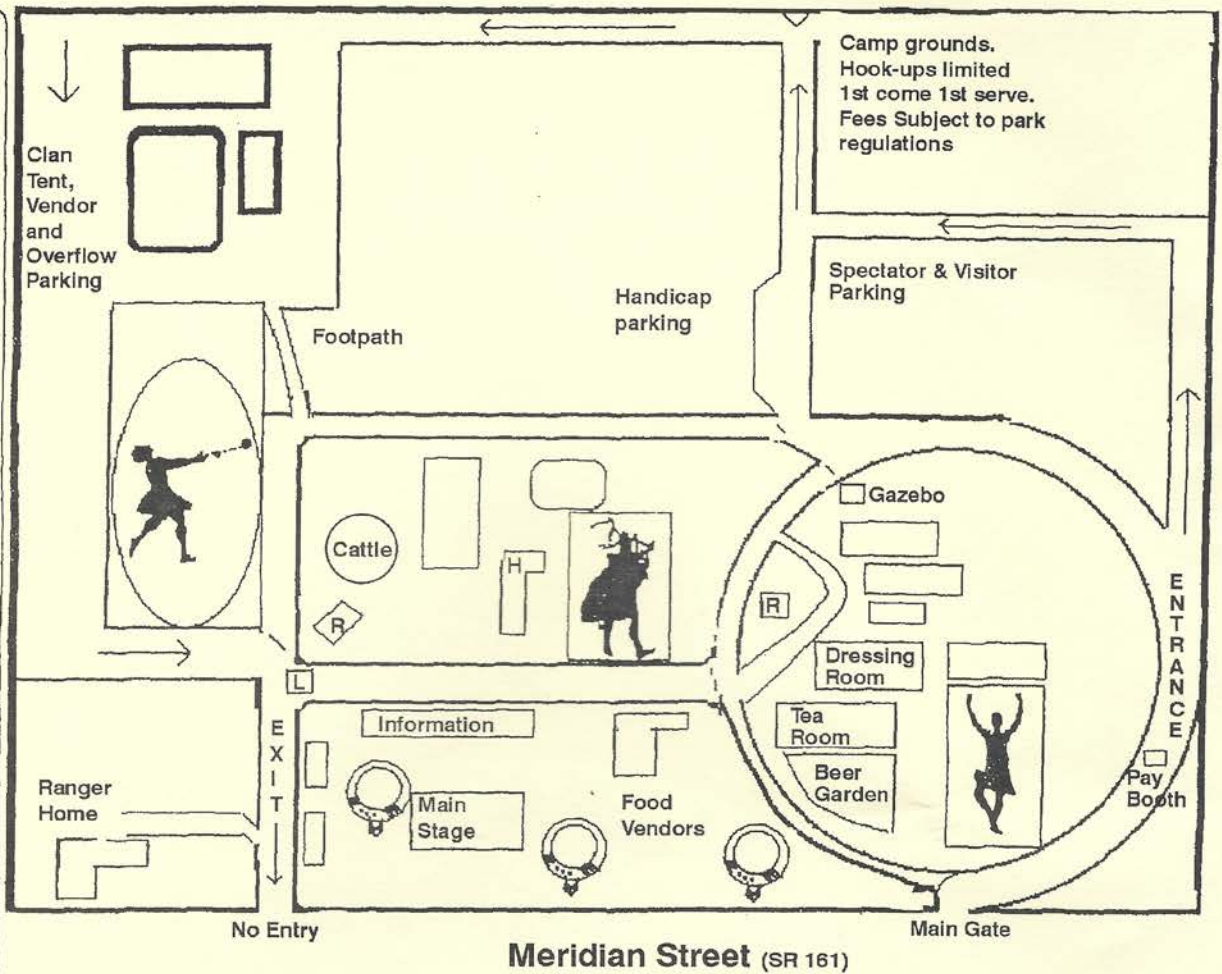 Camp grounds.
Hook-ups limited
1st come 1st serve.
Fees Subject to park
regulations
Clan
Tent,
Vendor
and
Overflow
Parking
Spectator & Visitor
Parking
Handicap
parking
Footpath
Gazebo
Cattle
H
R
R
ENTRANCE
Dressing
Room
L
Information
Tea
Room
EXIT
Beer
Garden
Pay
Booth
Ranger
Home
Main
Stage
Food
Vendors
No Entry
Main Gate
Meridian Street (SR 161)